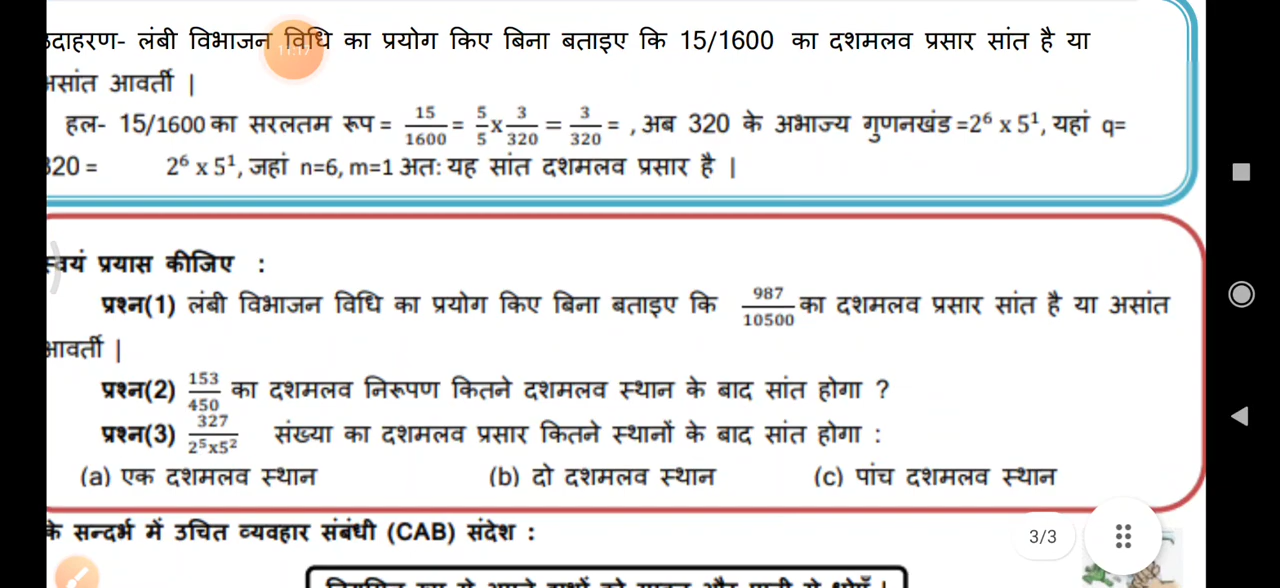 उदाहरण- लंबी विभाजन विधि का प्रयोग किए बिना बताइए कि 15/1600 का दशमलव प्रसार सांत है या
असांत आवर्ती |
हल- 15/1600 का सरलतम रूप = 15/1600 = 5/5 x 3/320 = 3/320 = , अब 320 के अभाज्य गुणनखंड =2⁶ x 5¹, यहां q=
320 = 2⁶ x 5¹, जहां n=6, m=1 अत: यह सांत दशमलव प्रसार है |
स्वयं प्रयास कीजिए :
प्रश्न(1) लंबी विभाजन विधि का प्रयोग किए बिना बताइए कि 987/10500 का दशमलव प्रसार सांत है या असांत
आवर्ती |
प्रश्न(2) 153/450 का दशमलव निरूपण कितने दशमलव स्थान के बाद सांत होगा ?
प्रश्न(3) 327/2⁵x5² संख्या का दशमलव प्रसार कितने स्थानों के बाद सांत होगा :
(a) एक दशमलव स्थान (b) दो दशमलव स्थान (c) पांच दशमलव स्थान
के सन्दर्भ में उचित व्यवहार संबंधी (CAB) संदेश :
3/3